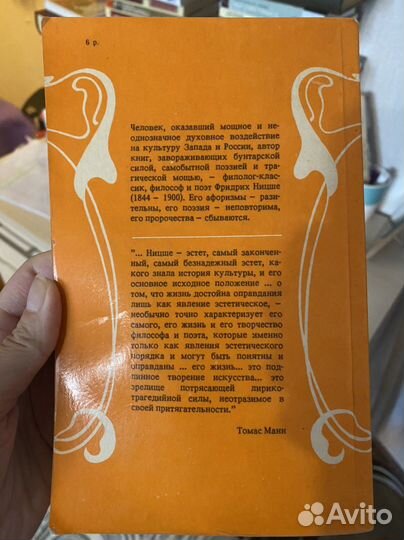 6 р.
Человек, оказавший мощное и не-
однозначное духовное воздействие
на культуру Запада и России, автор
книг, завораживающих бунтарской
силой, самобытной поэзией и тра-
гической мощью, – филолог-клас-
сик, философ и поэт Фридрих Ницше
(1844 – 1900). Его афоризмы – рази-
тельны, его поэзия – неповторима,
его пророчества – сбываются.
"... Ницше – эстет, самый закончен-
ный, самый безнадежный эстет, ка-
кого знала история культуры, и его
основное исходное положение ... о
том, что жизнь достойна оправдания
лишь как явление эстетическое, –
необычно точно характеризует его
самого, его жизнь и его творчество
философа и поэта, которые именно
только как явления эстетического
порядка и могут быть понятны и
оправданы ... его жизнь... это под-
линное творение искусства... это
зрелище потрясающей лирико-
трагедийной силы, неотразимое в
своей притягательности."
Томас Манн
Avito